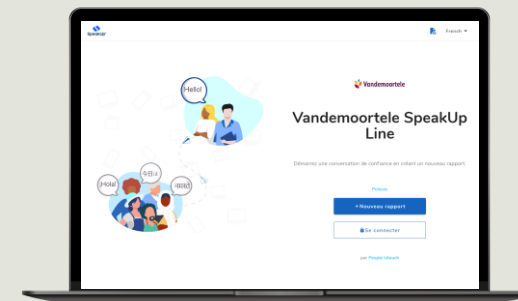 SpeakUp
French
Hello!
Vandemoortele
Vandemoortele SpeakUp
Line
Démarrez une conversation de confiance en créant un nouveau rapport.
¡Hola!
+Nouveau rapport
Se connecter
par People Intouch